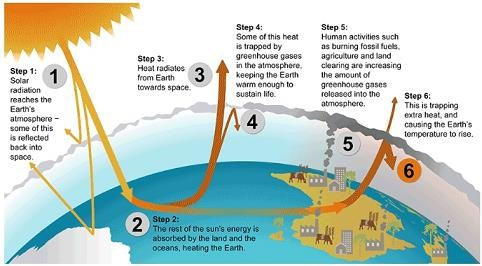 Step 1:
Solar
radiation
reaches the
Earth's
atmosphere −
some of this
is reflected
back into
space.
1
Step 2:
The rest of the sun's energy is
absorbed by the land and the
oceans, heating the Earth.
2
Step 3:
Heat radiates
from Earth
towards space.
3
Step 4:
Some of this heat
is trapped by
greenhouse gases
in the atmosphere,
keeping the Earth
warm enough to
sustain life.
4
Step 5:
Human activities such
as burning fossil fuels,
agriculture and land
clearing are increasing
the amount of
greenhouse gases
released into the
atmosphere.
5
Step 6:
This is trapping
extra heat, and
causing the Earth's
temperature to rise.
6